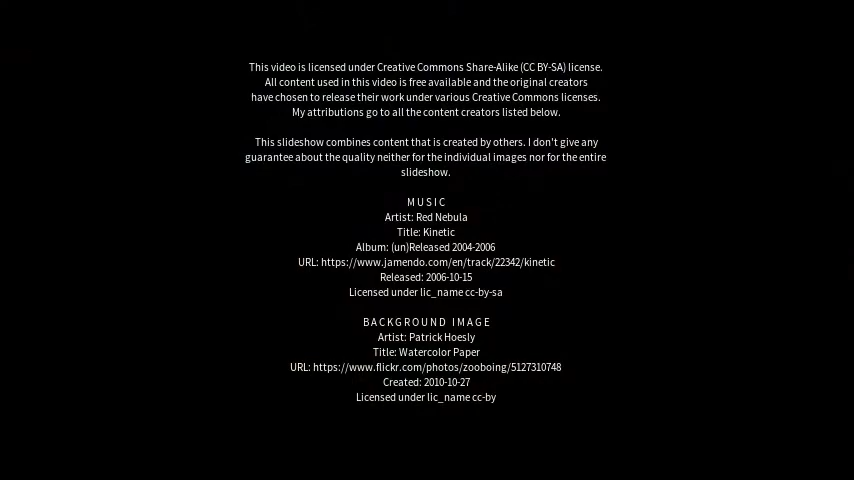 This video is licensed under Creative Commons Share-Alike (CC BY-SA) license.
All content used in this video is free available and the original creators
have chosen to release their work under various Creative Commons licenses.
My attributions go to all the content creators listed below.
This slideshow combines content that is created by others. I don't give any
guarantee about the quality neither for the individual images nor for the entire
slideshow.
M U S I C
Artist: Red Nebula
Title: Kinetic
Album: (un)Released 2004-2006
URL: https://www.jamendo.com/en/track/22342/kinetic
Released: 2006-10-15
Licensed under lic_name cc-by-sa
B A C K G R O U N D   I M A G E
Artist: Patrick Hoesly
Title: Watercolor Paper
URL: https://www.flickr.com/photos/zooboing/5127310748
Created: 2010-10-27
Licensed under lic_name cc-by